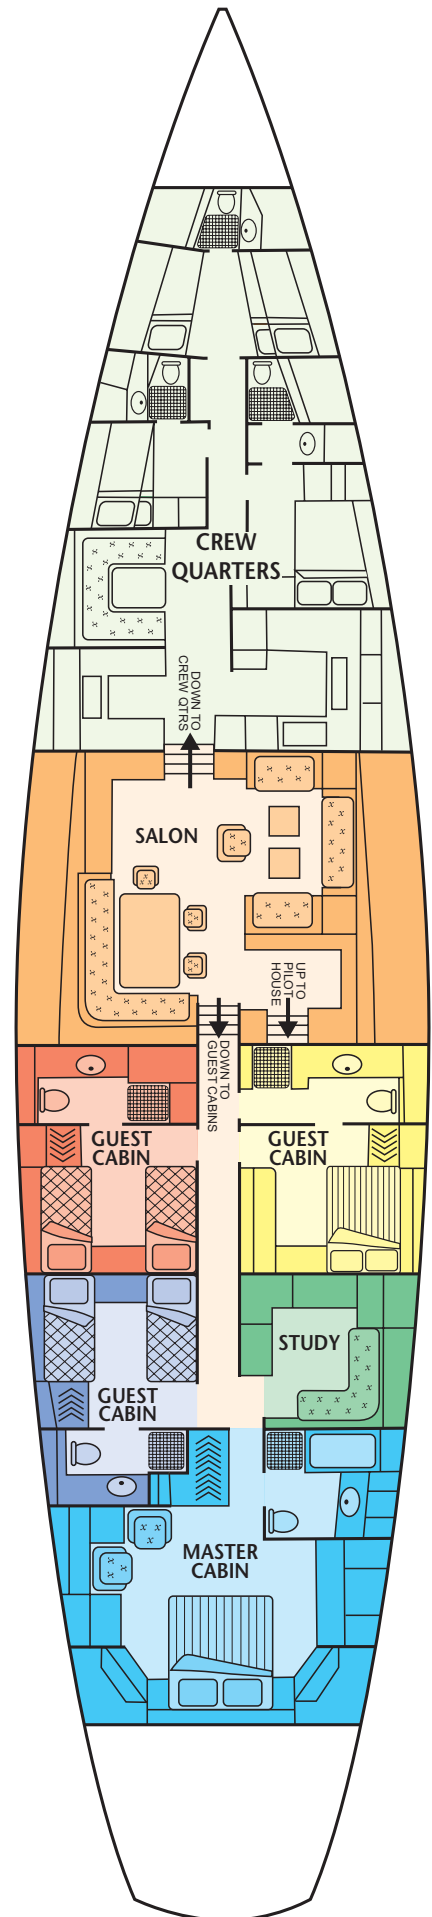 CREW
QUARTERS
DOWN TO
CREW QTRS
SALON
UP TO
PILOT
HOUSE
DOWN TO
GUEST CABINS
GUEST
CABIN
GUEST
CABIN
STUDY
GUEST
CABIN
MASTER
CABIN